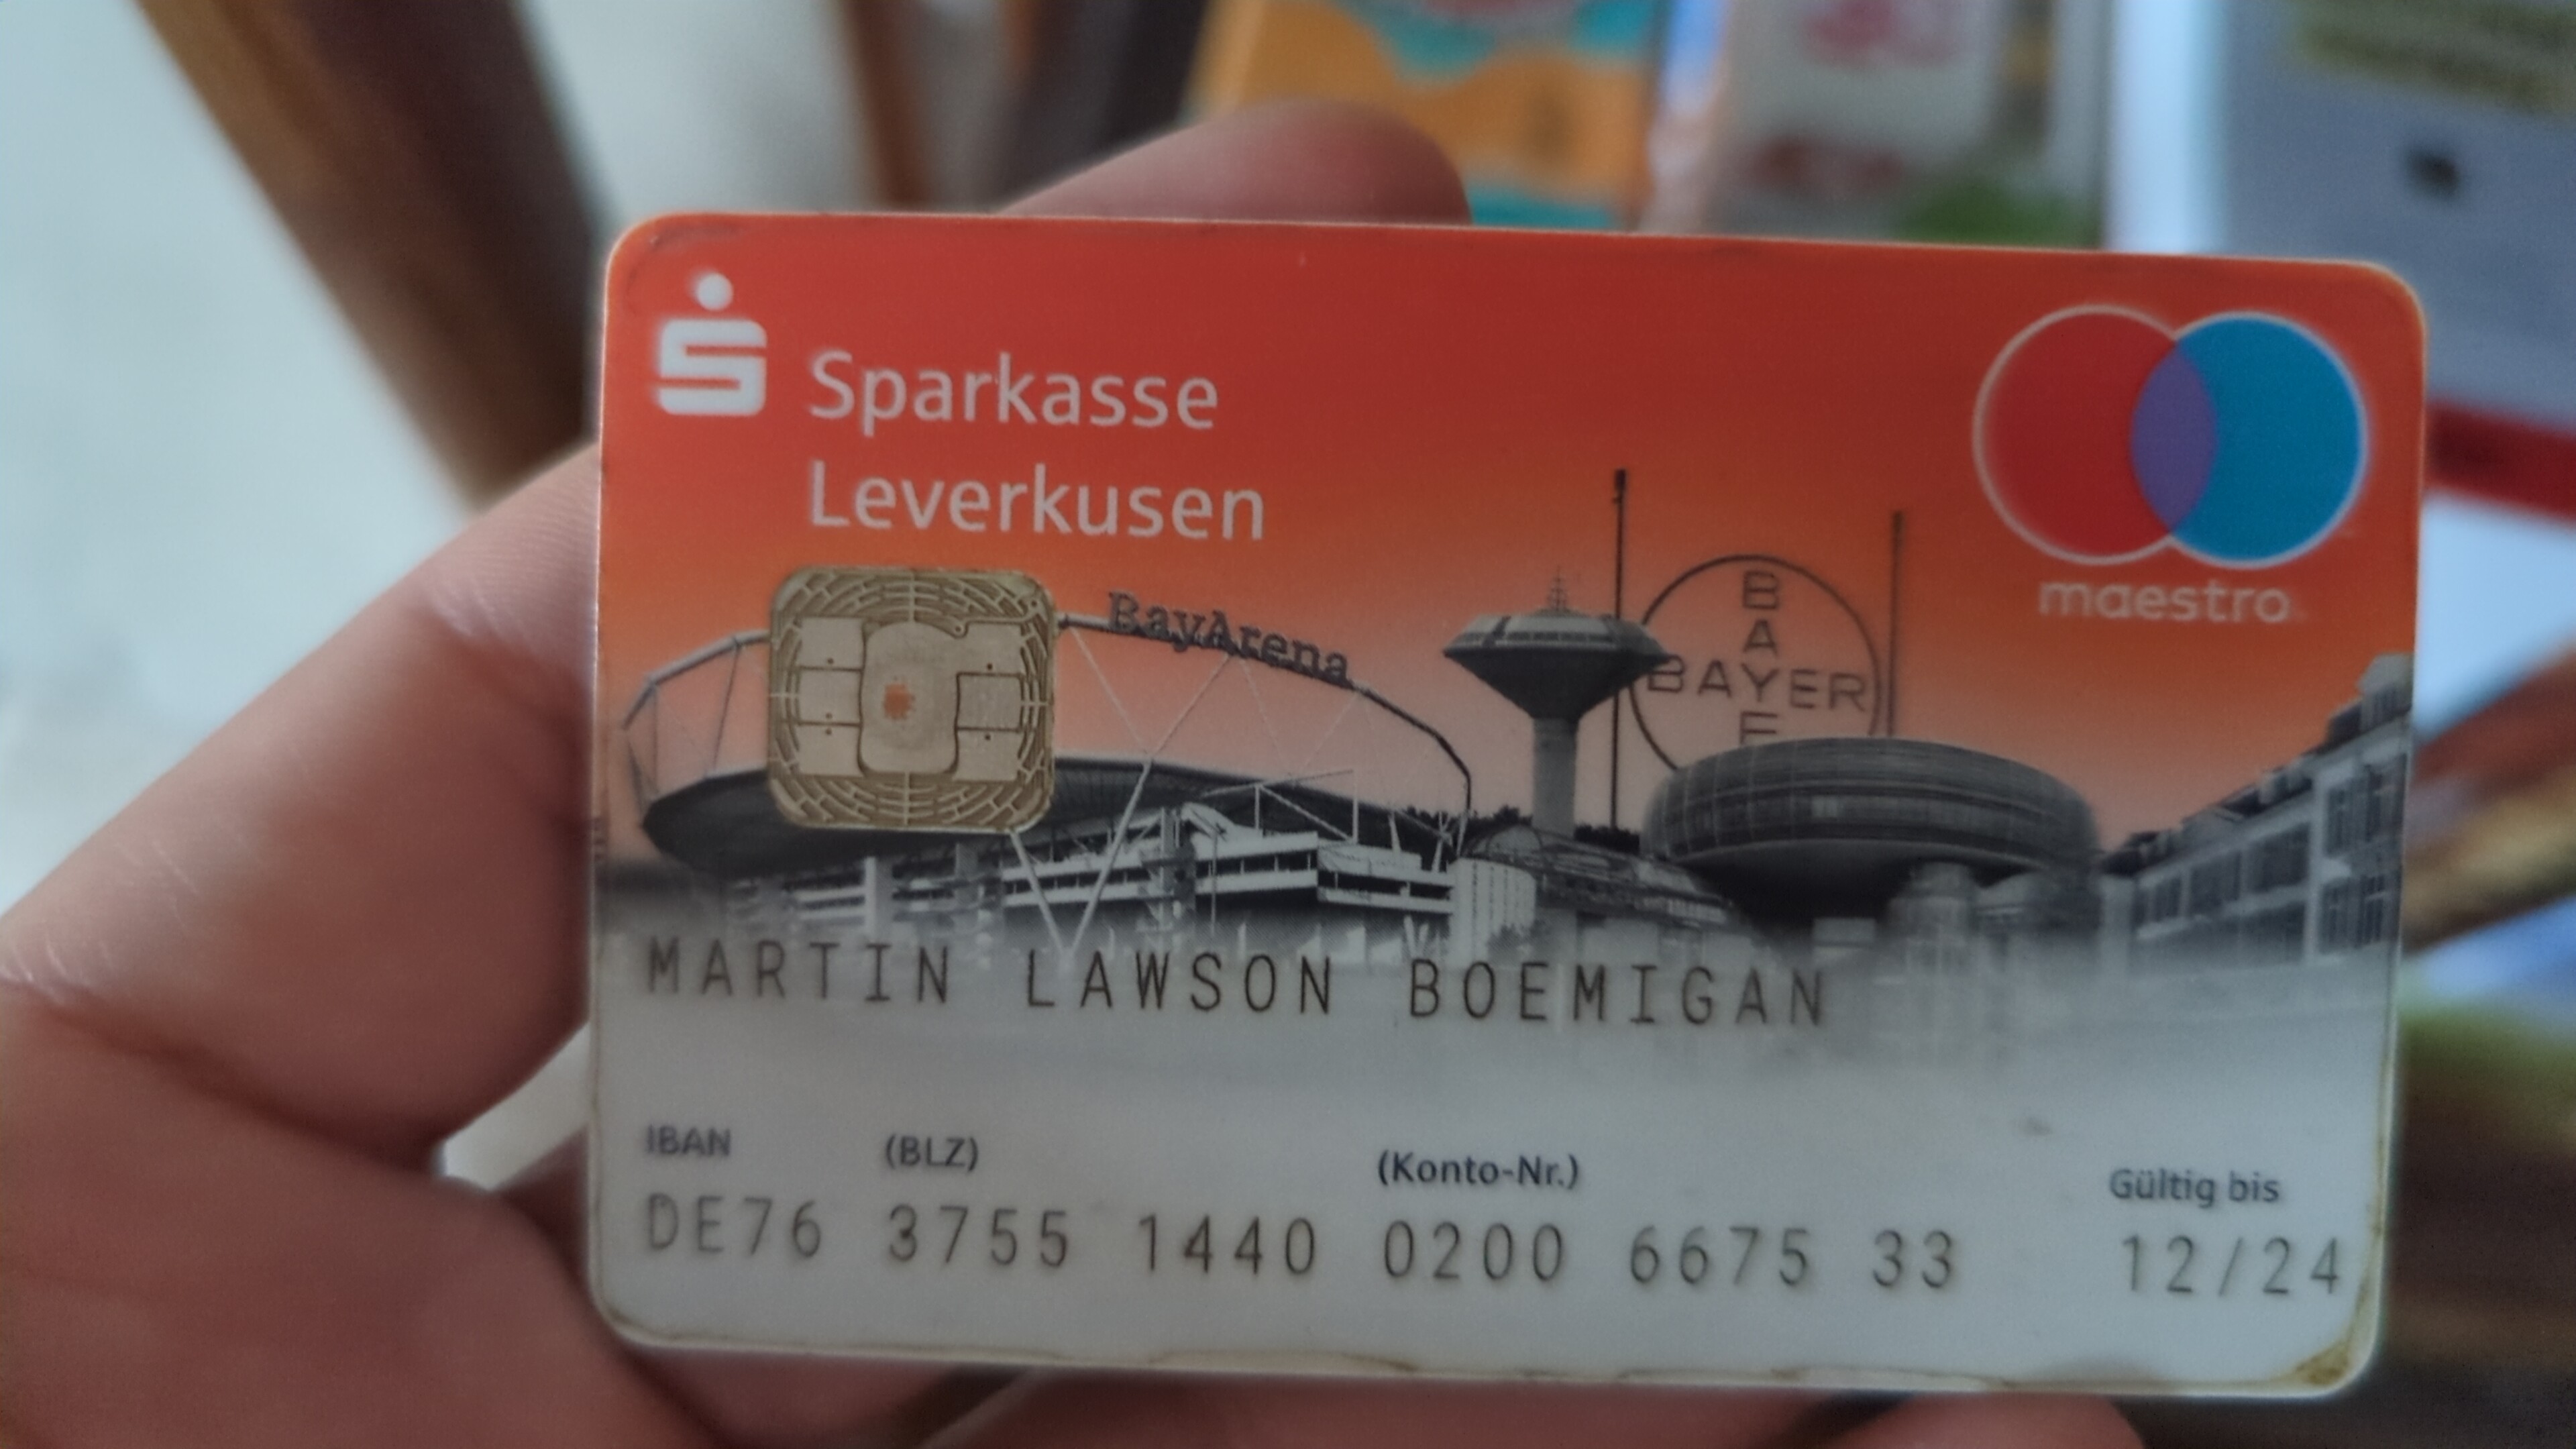 Sparkasse
Leverkusen
maestro
BayArena
BAYER
BAYE
MARTIN LAWSON BOEMIGAN
IBAN (BLZ) (Konto-Nr.) Gültig bis
DE76 3755 1440 0200 6675 33 12/24